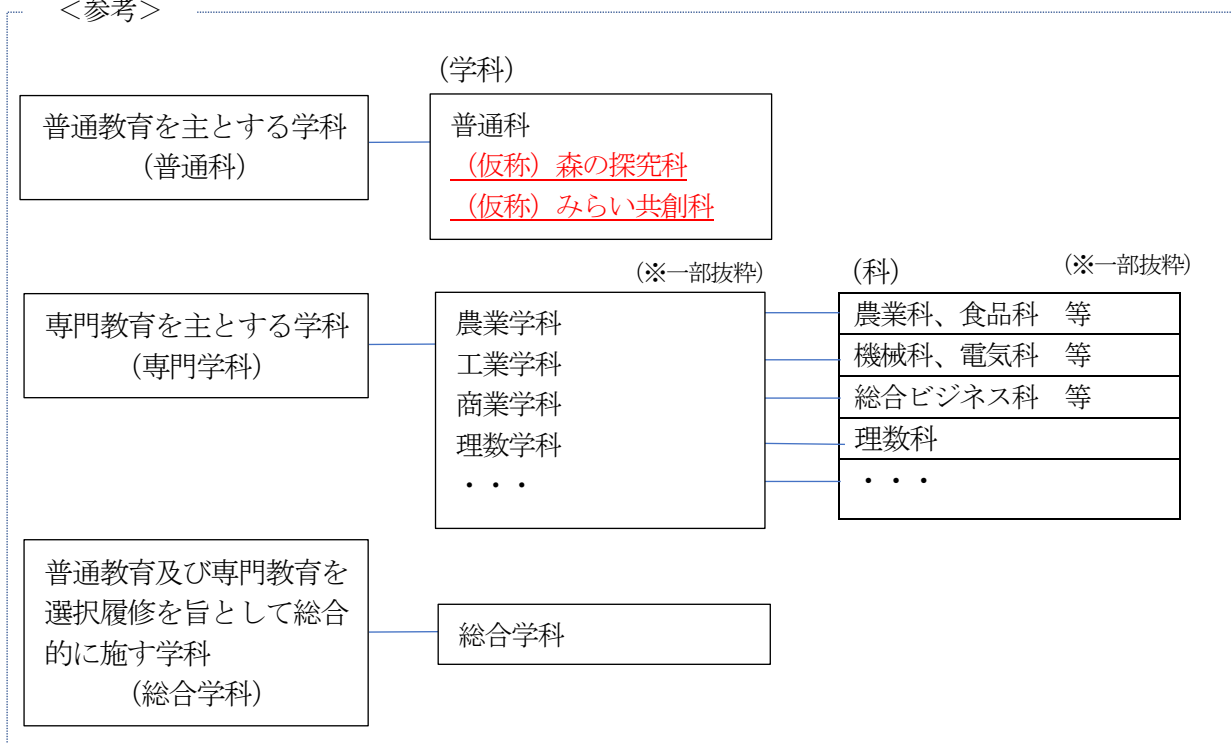 ＜参考＞
（学科）
普通教育を主とする学科
（普通科）
普通科
（仮称）森の探究科
（仮称）みらい共創科
（※一部抜粋）
（科）
（※一部抜粋）
専門教育を主とする学科
（専門学科）
農業学科
工業学科
商業学科
理数学科
・・・
農業科、食品科　等
機械科、電気科　等
総合ビジネス科　等
理数科
・・・
普通教育及び専門教育を
選択履修を旨として総合
的に施す学科
（総合学科）
総合学科